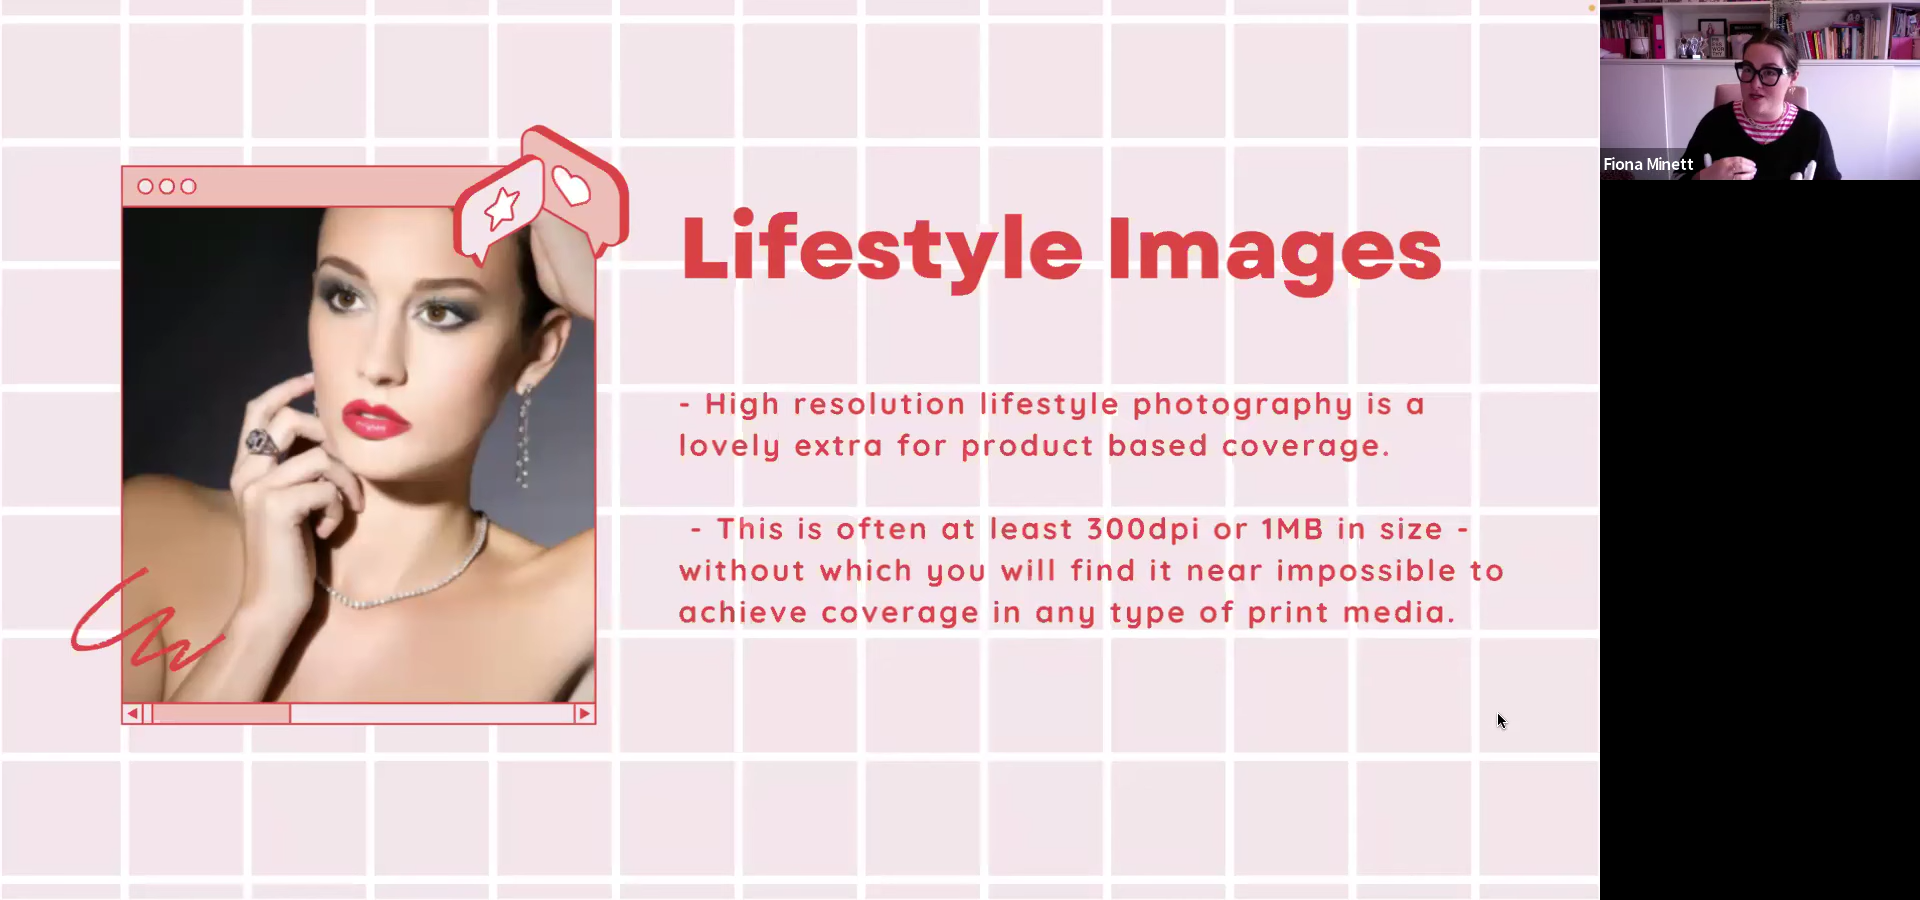 Lifestyle Images
- High resolution lifestyle photography is a
lovely extra for product based coverage.
- This is often at least 300dpi or 1MB in size -
without which you will find it near impossible to
achieve coverage in any type of print media.
Fiona Minett